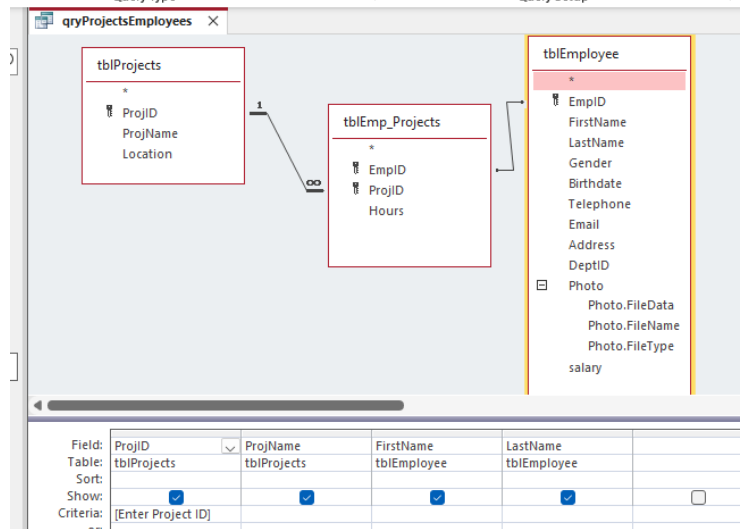 qryProjectsEmployees
tblProjects
*
ProjID
ProjName
Location
1
∞
tblEmp_Projects
*
EmpID
ProjID
Hours
tblEmployee
*
EmpID
FirstName
LastName
Gender
Birthdate
Telephone
Email
Address
DeptID
Photo
Photo.FileData
Photo.FileName
Photo.FileType
salary
Field: ProjID ProjName FirstName LastName
Table: tblProjects tblProjects tblEmployee tblEmployee
Sort:
Show:
Criteria: [Enter Project ID]